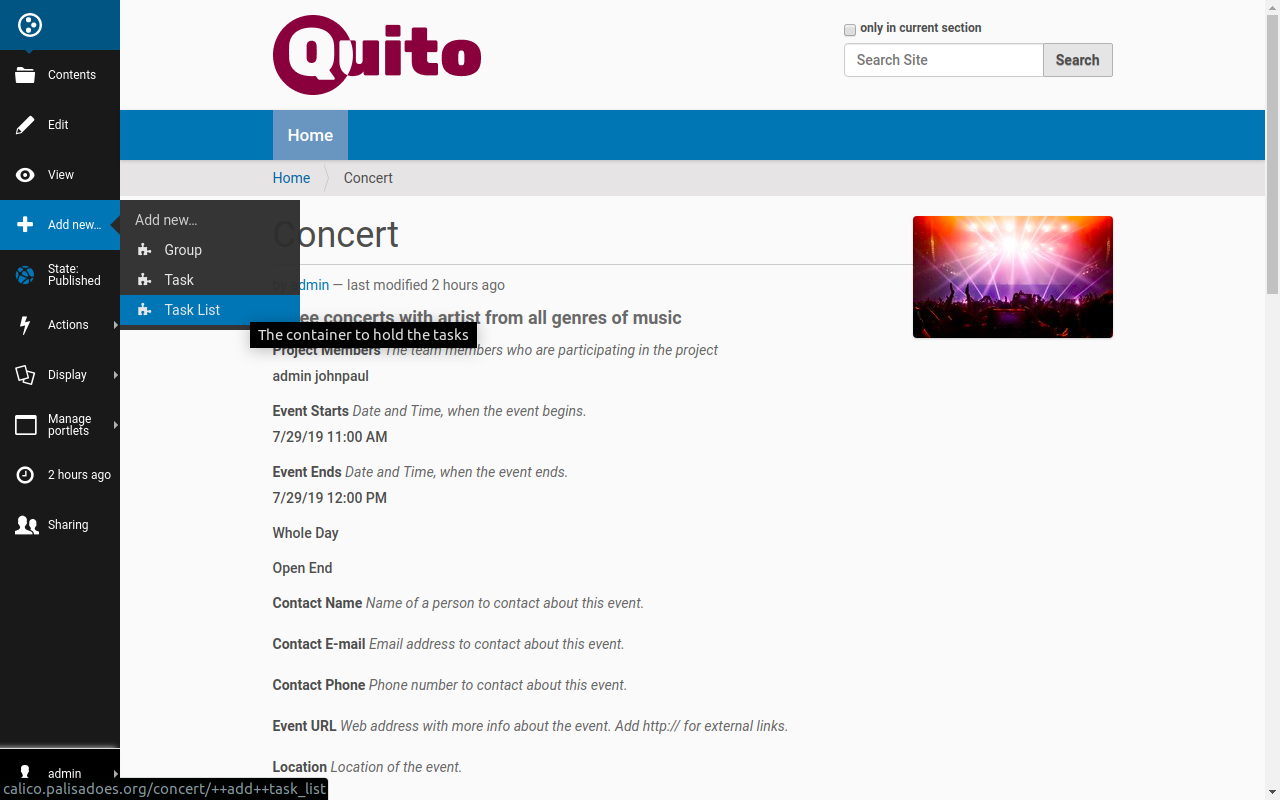 Quito
only in current section
Search Site
Search
Home
Home
Concert
Contents
Edit
View
Add new…
State:
Published
Actions
Display
Manage
portlets
2 hours ago
Sharing
admin
Add new…
Group
Task
Task List
The container to hold the tasks
Concert
by admin — last modified 2 hours ago
ee concerts with artist from all genres of music
Project Members The team members who are participating in the project
admin johnpaul
Event Starts Date and Time, when the event begins.
7/29/19 11:00 AM
Event Ends Date and Time, when the event ends.
7/29/19 12:00 PM
Whole Day
Open End
Contact Name Name of a person to contact about this event.
Contact E-mail Email address to contact about this event.
Contact Phone Phone number to contact about this event.
Event URL Web address with more info about the event. Add http:// for external links.
Location Location of the event.
calico.palisadoes.org/concert/++add++task_list